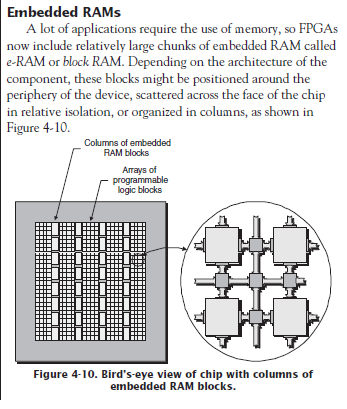 Embedded RAMs
A lot of applications require the use of memory, so FPGAs
now include relatively large chunks of embedded RAM called
e-RAM or block RAM. Depending on the architecture of the
component, these blocks might be positioned around the
periphery of the device, scattered across the face of the chip
in relative isolation, or organized in columns, as shown in
Figure 4-10.
Columns of embedded
RAM blocks
Arrays of
programmable
logic blocks
Figure 4-10. Bird's-eye view of chip with columns of
embedded RAM blocks.